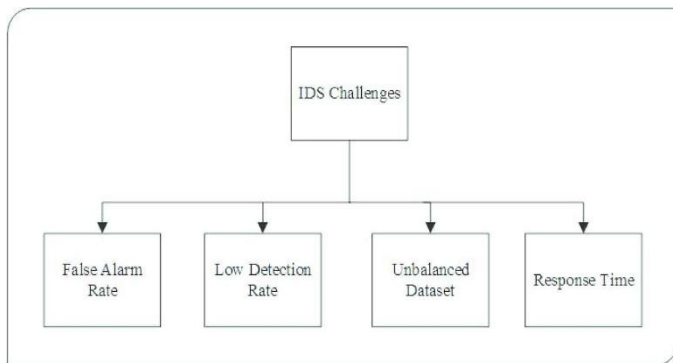 IDS Challenges
False Alarm
Rate
Low Detection
Rate
Unbalanced
Dataset
Response Time